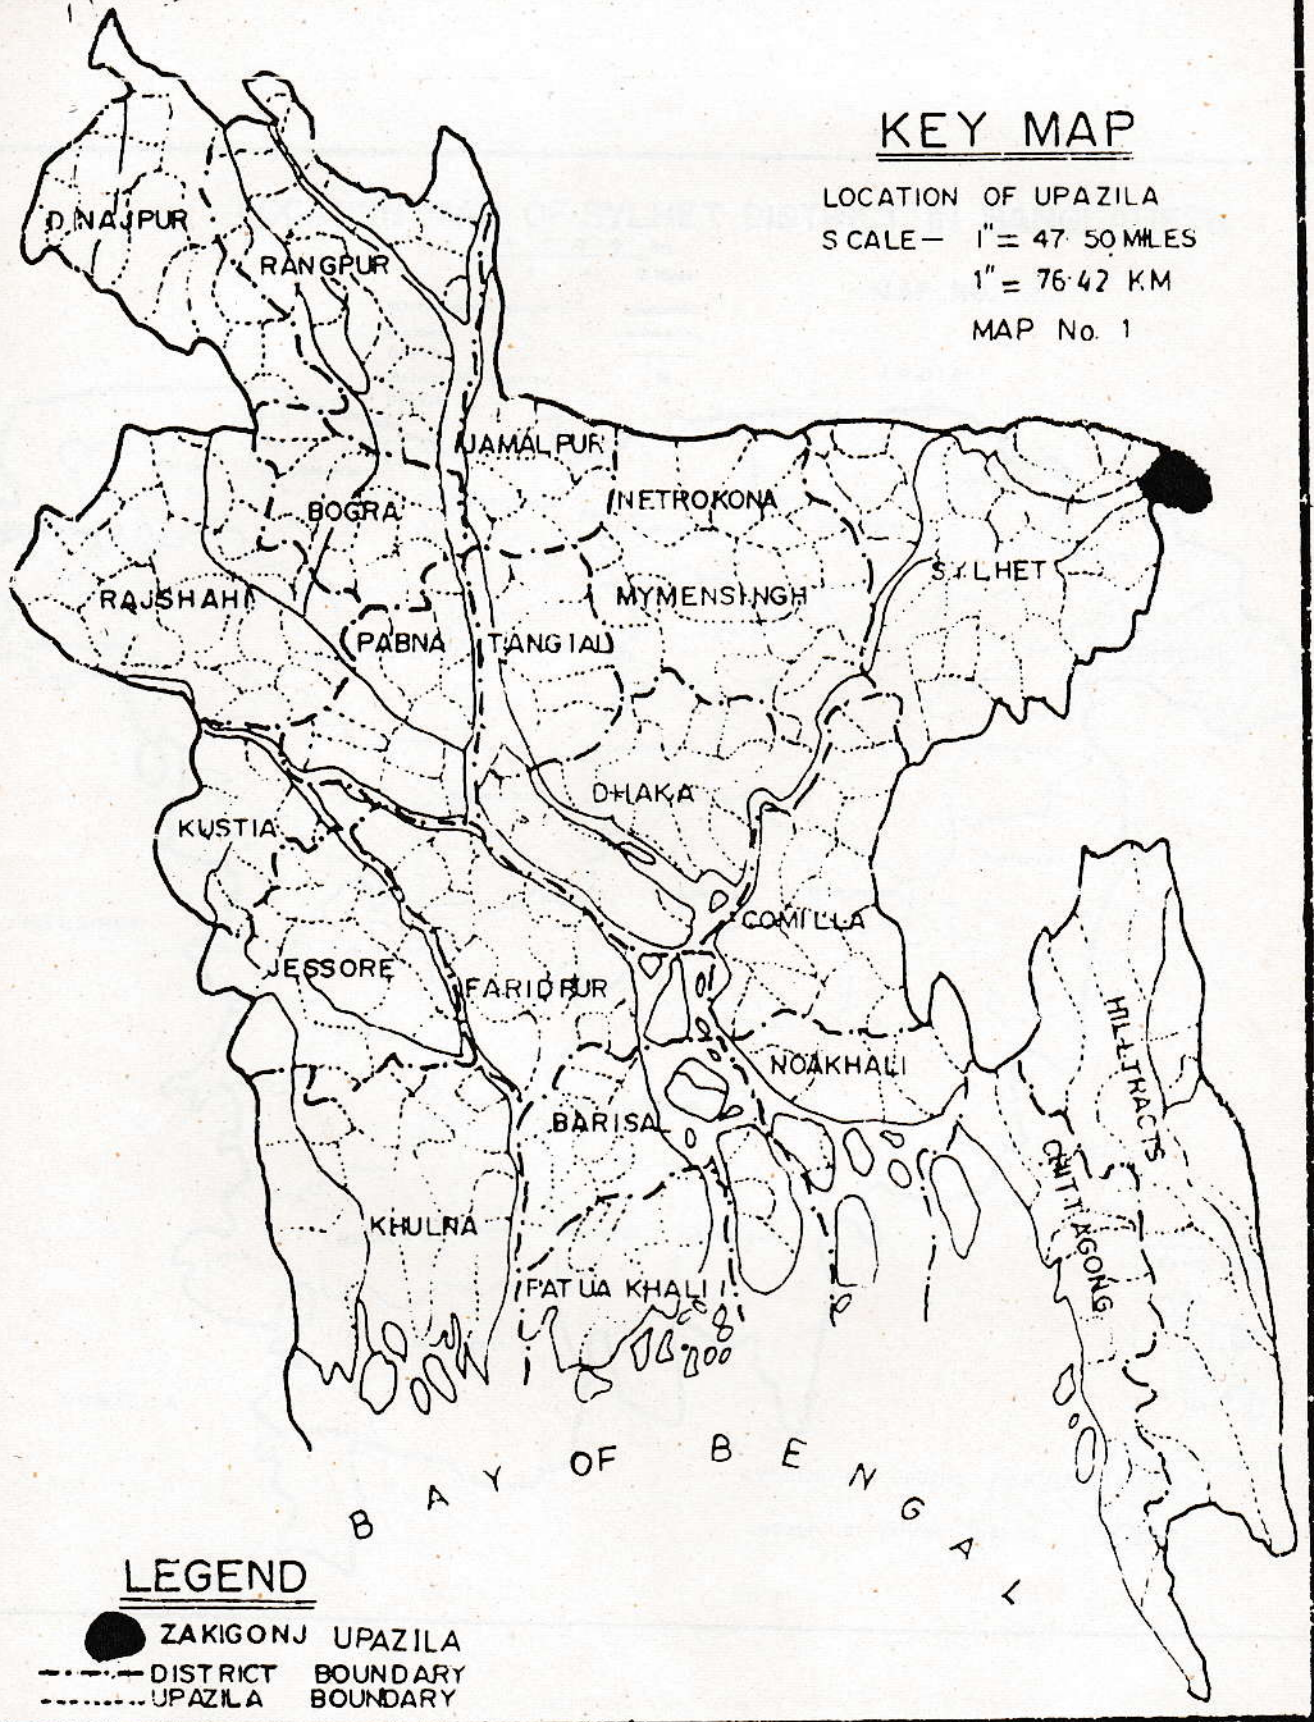 KEY MAP
LOCATION OF UPAZILA
SCALE— 1"= 47.50 MILES
1"= 76.42 KM
MAP No. 1
DINAJPUR
RANGPUR
JAMALPUR
NETROKONA
BOGRA
SYLHET
RAJSHAHI
MYMENSINGH
PABNA
TANGIAL
DHAKA
KUSTIA
COMILLA
JESSORE
FARIDPUR
HILLTRACTS
NOAKHALI
BARISAL
CHITTAGONG
KHULNA
PATUA KHALI
BAY OF BENGAL
LEGEND
ZAKIGONJ UPAZILA
DISTRICT BOUNDARY
UPAZILA BOUNDARY